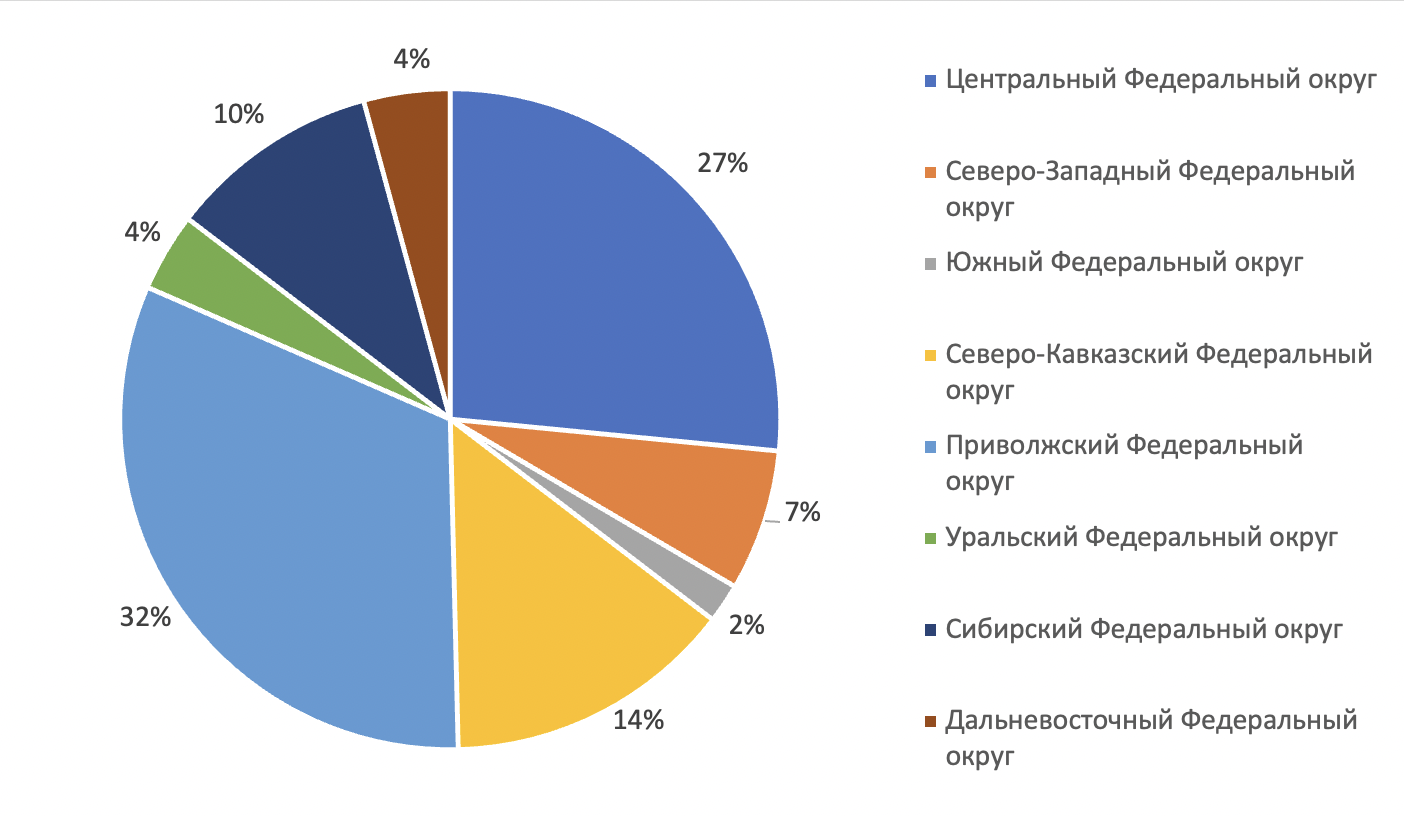 4%
10%
27%
4%
7%
32%
2%
14%
Центральный Федеральный округ
Северо-Западный Федеральный
округ
Южный Федеральный округ
Северо-Кавказский Федеральный
округ
Приволжский Федеральный
округ
Уральский Федеральный округ
Сибирский Федеральный округ
Дальневосточный Федеральный
округ